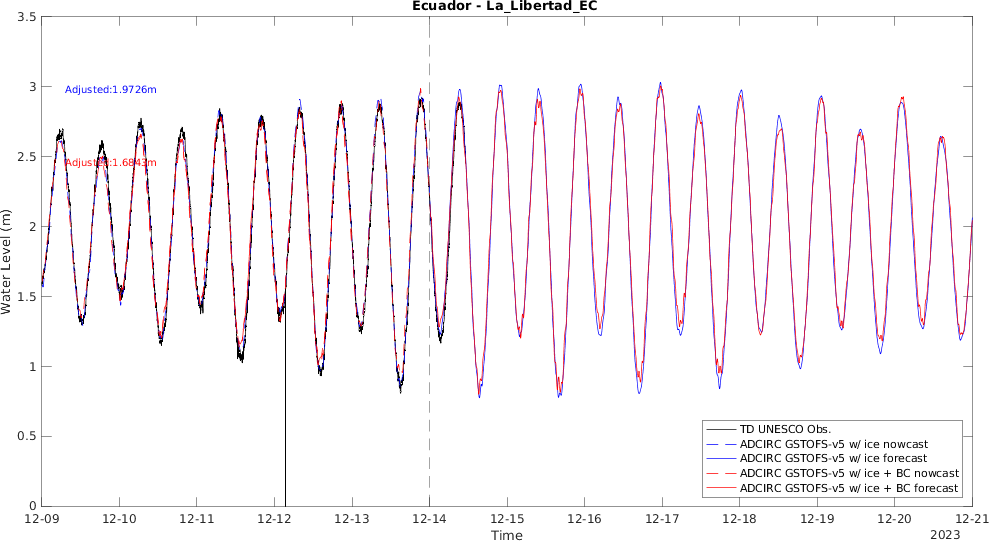 Ecuador - La_Libertad_EC
3.5
3
2.5
2
1.5
1
0.5
0
Water Level (m)
Adjusted:1.9726m
Adjusted:1.6843m
TD UNESCO Obs.
ADCIRC GSTOFS-v5 w/ ice nowcast
ADCIRC GSTOFS-v5 w/ ice forecast
ADCIRC GSTOFS-v5 w/ ice + BC nowcast
ADCIRC GSTOFS-v5 w/ ice + BC forecast
12-09 12-10 12-11 12-12 12-13 12-14 12-15 12-16 12-17 12-18 12-19 12-20 12-21
Time
2023